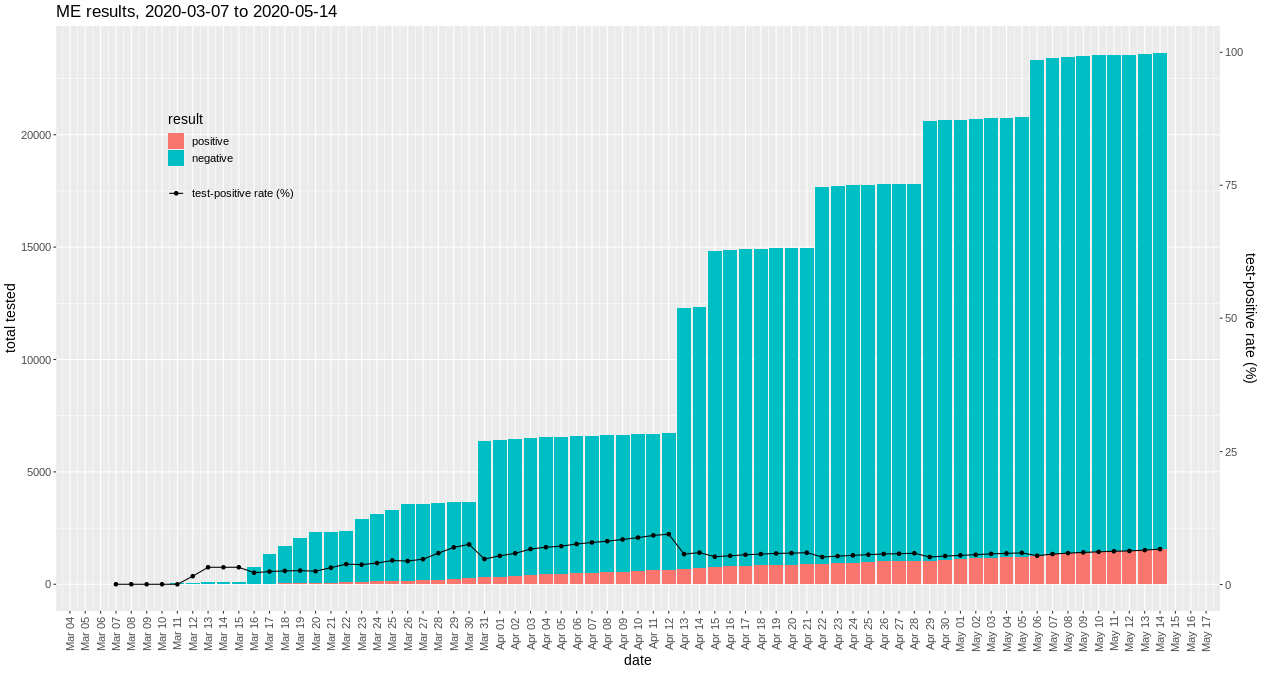 ME results, 2020-03-07 to 2020-05-14
result
positive
negative
test-positive rate (%)
total tested
20000
15000
10000
5000
0
100
75
50
25
0
test-positive rate (%)
Mar 04
Mar 05
Mar 06
Mar 07
Mar 08
Mar 09
Mar 10
Mar 11
Mar 12
Mar 13
Mar 14
Mar 15
Mar 16
Mar 17
Mar 18
Mar 19
Mar 20
Mar 21
Mar 22
Mar 23
Mar 24
Mar 25
Mar 26
Mar 27
Mar 28
Mar 29
Mar 30
Mar 31
Apr 01
Apr 02
Apr 03
Apr 04
Apr 05
Apr 06
Apr 07
Apr 08
Apr 09
Apr 10
Apr 11
Apr 12
Apr 13
Apr 14
Apr 15
Apr 16
Apr 17
Apr 18
Apr 19
Apr 20
Apr 21
Apr 22
Apr 23
Apr 24
Apr 25
Apr 26
Apr 27
Apr 28
Apr 29
Apr 30
May 01
May 02
May 03
May 04
May 05
May 06
May 07
May 08
May 09
May 10
May 11
May 12
May 13
May 14
May 15
May 16
May 17
date